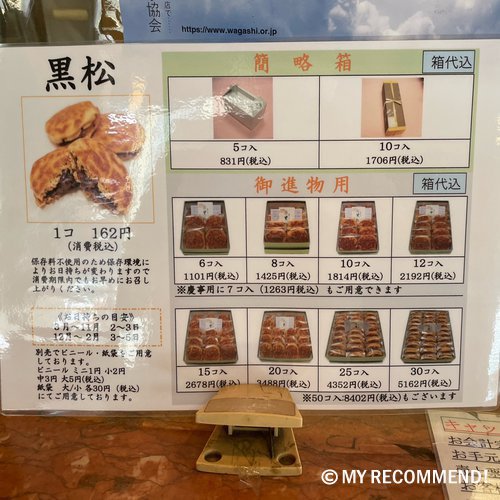 店で……
協会
https://www.wagashi.or.jp
黒松
1コ 162円
(消費税込)
保存料不使用のため保存環境に
よりお日持ちが変わりますので
消費期限内でもお早めにお召し
上がりください。
《お日持ちの目安》
5月～11月 2～3日
12月～2月 3～5日
別売でビニール・紙袋をご用意
しております。
ビニール ミニ1円 小2円
中3円 大5円(税込)
紙袋 大/小 各30円(税込)
にてご用意しております。
簡略箱
箱代込
5コ入
831円(税込)
10コ入
1706円(税込)
御進物用
箱代込
6コ入
1101円(税込)
8コ入
1425円(税込)
10コ入
1814円(税込)
12コ入
2192円(税込)
※慶事用に7コ入(1263円税込)もご用意できます
15コ入
2678円(税込)
20コ入
3488円(税込)
25コ入
4352円(税込)
30コ入
5162円(税込)
※50コ入:8402円(税込)もございます
お会計
お手元
© MY RECOMMEND!